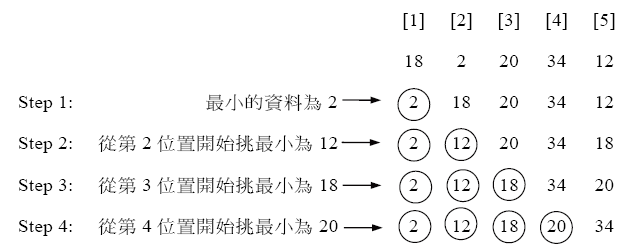 [1] [2] [3] [4] [5]
18 2 20 34 12
Step 1: 最小的資料為 2 2 18 20 34 12
Step 2: 從第 2 位置開始挑最小為 12 2 12 20 34 18
Step 3: 從第 3 位置開始挑最小為 18 2 12 18 34 20
Step 4: 從第 4 位置開始挑最小為 20 2 12 18 20 34